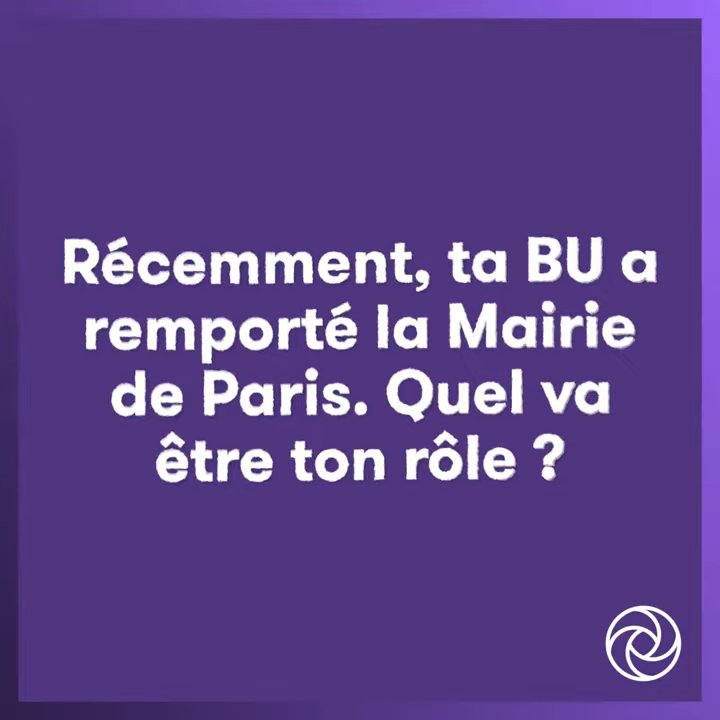 Récemment, ta BU a
remporté la Mairie
de Paris. Quel va
être ton rôle ?